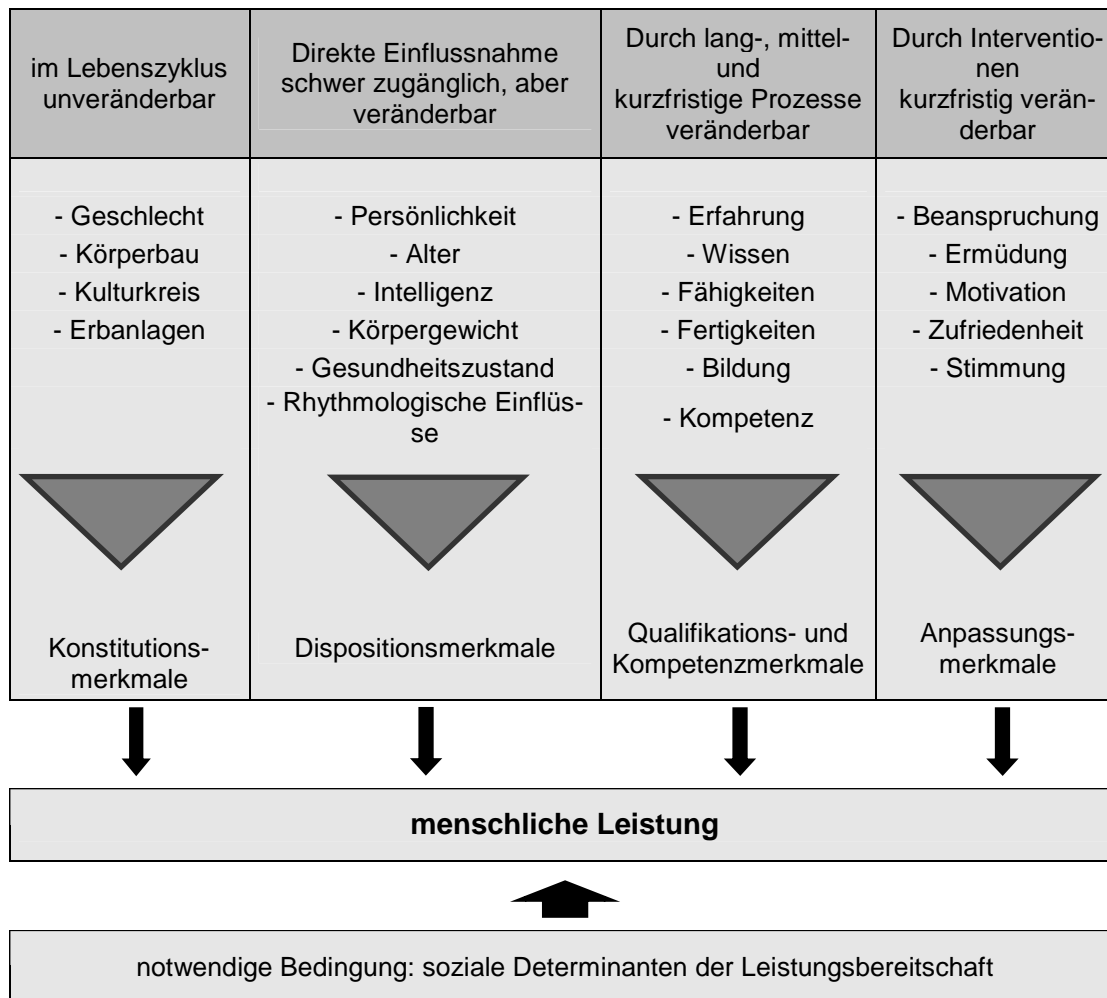 im Lebenszyklus
unveränderbar
Direkte Einflussnahme
schwer zugänglich, aber
veränderbar
Durch lang-, mittel-
und
kurzfristige Prozesse
veränderbar
Durch Interventio-
nen
kurzfristig verän-
derbar
- Geschlecht
- Körperbau
- Kulturkreis
- Erbanlagen
- Persönlichkeit
- Alter
- Intelligenz
- Körpergewicht
- Gesundheitszustand
- Rhythmologische Einflüs-
se
- Erfahrung
- Wissen
- Fähigkeiten
- Fertigkeiten
- Bildung
- Kompetenz
- Beanspruchung
- Ermüdung
- Motivation
- Zufriedenheit
- Stimmung
Konstitutions-
merkmale
Dispositionsmerkmale
Qualifikations- und
Kompetenzmerkmale
Anpassungs-
merkmale
menschliche Leistung
notwendige Bedingung: soziale Determinanten der Leistungsbereitschaft